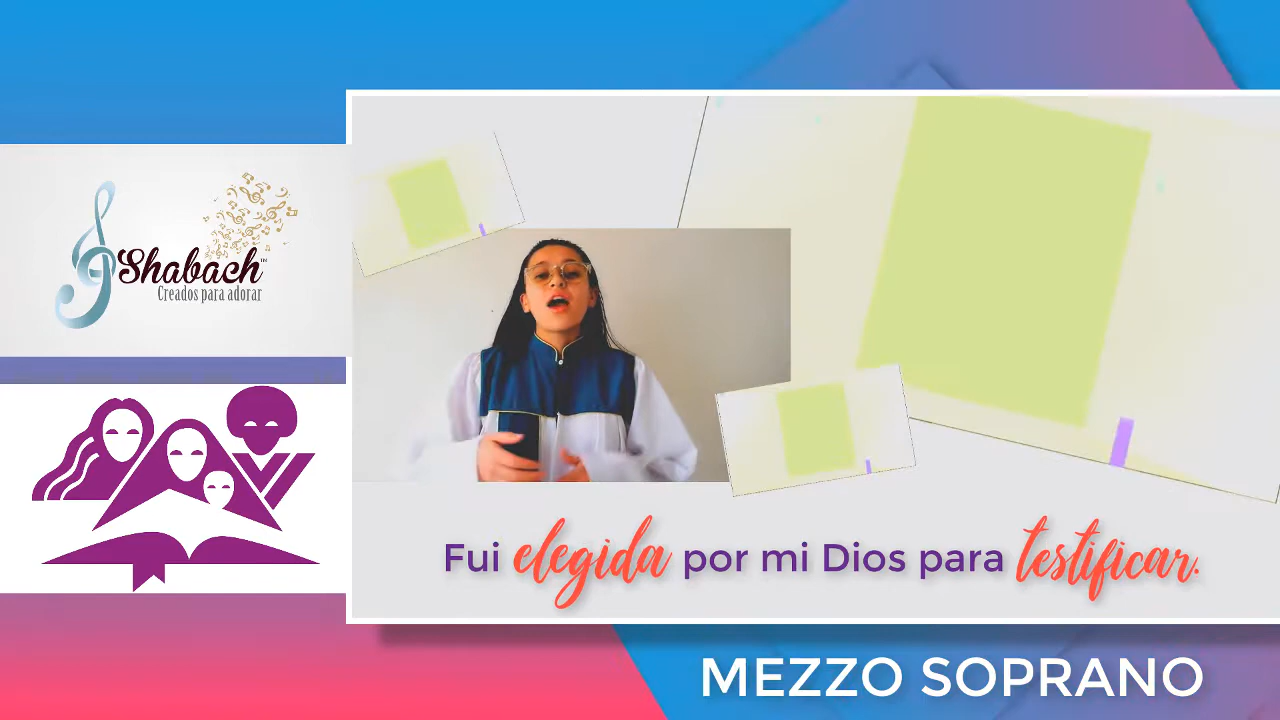 Shabach™
Creados para adorar
Fui elegida por mi Dios para testificar.
MEZZO SOPRANO